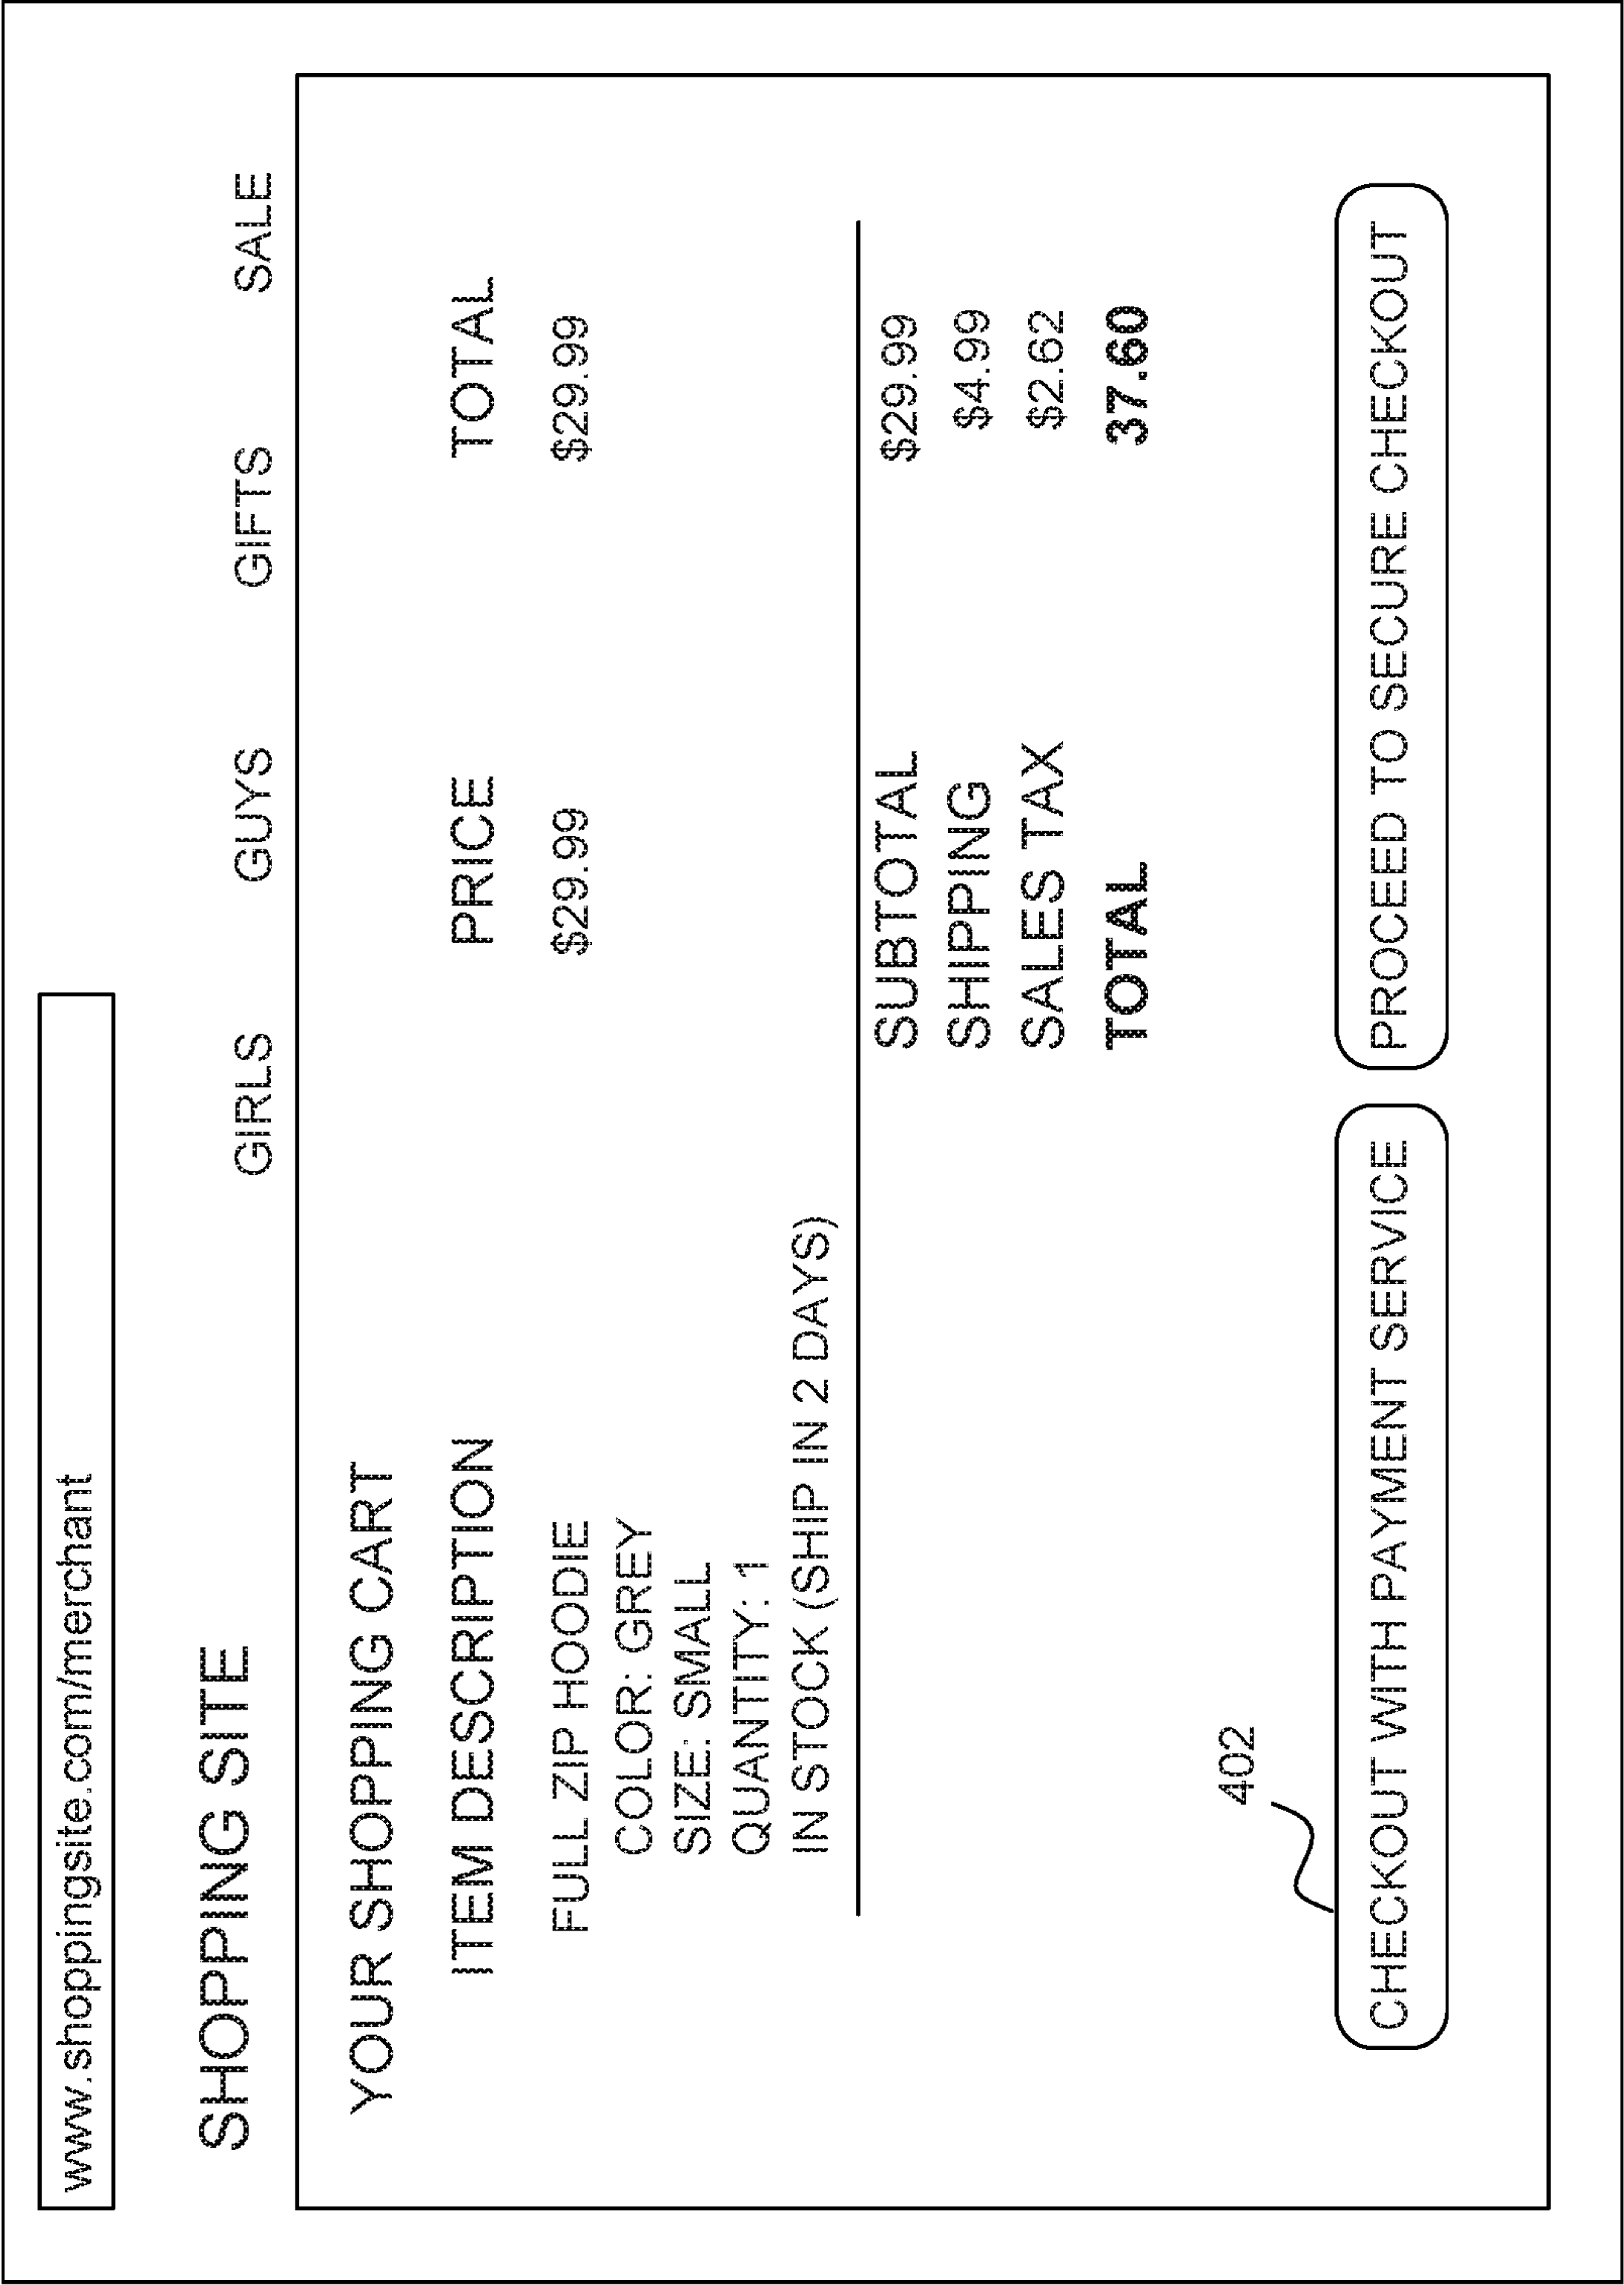 www.shoppingsite.com/merchant
SHOPPING SITE
GIRLS GUYS GIFTS SALE
YOUR SHOPPING CART
ITEM DESCRIPTION PRICE TOTAL
FULL ZIP HOODIE $29.99 $29.99
COLOR: GREY
SIZE: SMALL
QUANTITY: 1
IN STOCK (SHIP IN 2 DAYS)
SUBTOTAL $29.99
SHIPPING $4.99
SALES TAX $2.62
TOTAL 37.60
402
CHECKOUT WITH PAYMENT SERVICE PROCEED TO SECURE CHECKOUT